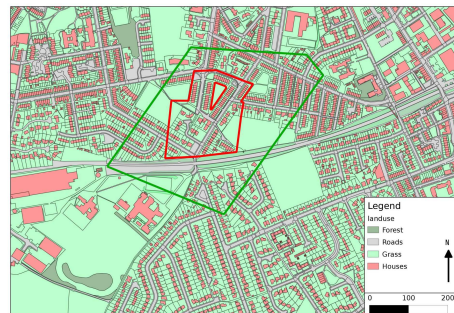 Legend
landuse
Forest
Roads
Grass
Houses
N
0 100 200